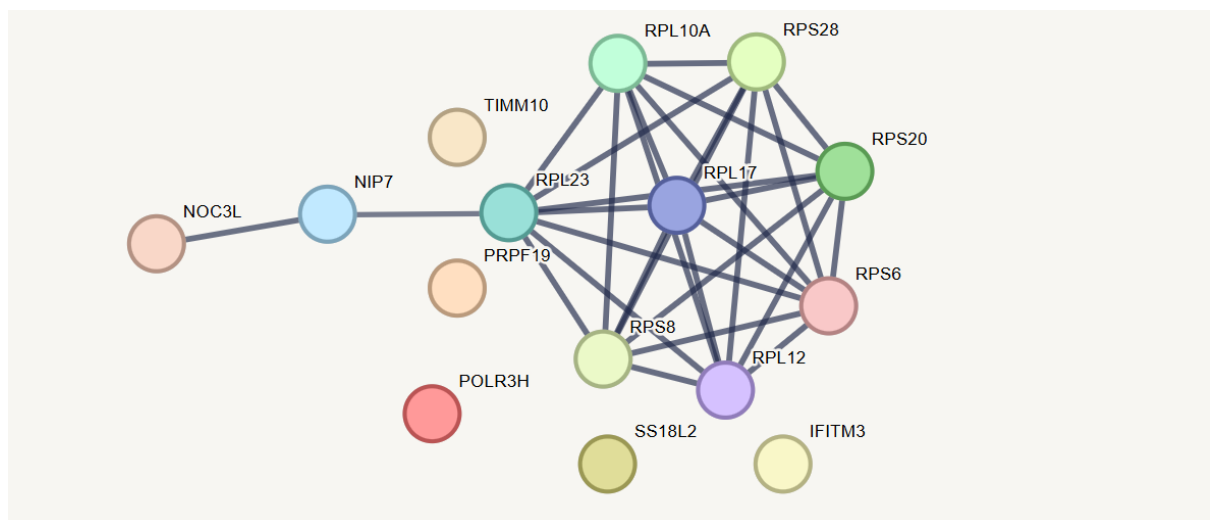 RPL10A
RPS28
TIMM10
RPS20
RPL17
RPL23
NIP7
NOC3L
PRPF19
RPS6
RPS8
RPL12
POLR3H
SS18L2
IFITM3